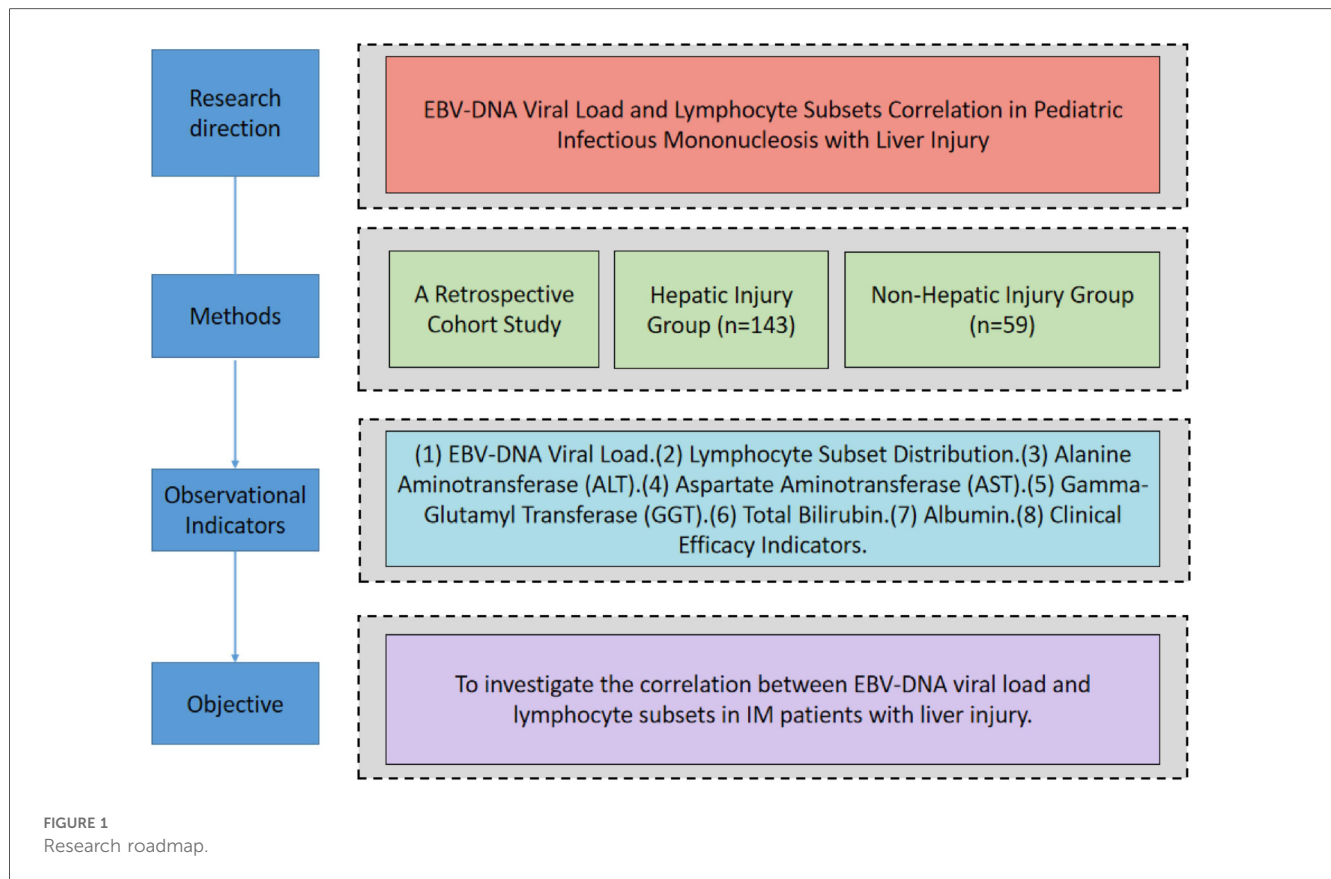 Research
direction
EBV-DNA Viral Load and Lymphocyte Subsets Correlation in Pediatric
Infectious Mononucleosis with Liver Injury
Methods
A Retrospective
Cohort Study
Hepatic Injury
Group (n=143)
Non-Hepatic Injury Group
(n=59)
Observational
Indicators
(1) EBV-DNA Viral Load.(2) Lymphocyte Subset Distribution.(3) Alanine
Aminotransferase (ALT).(4) Aspartate Aminotransferase (AST).(5) Gamma-
Glutamyl Transferase (GGT).(6) Total Bilirubin.(7) Albumin.(8) Clinical
Efficacy Indicators.
Objective
To investigate the correlation between EBV-DNA viral load and
lymphocyte subsets in IM patients with liver injury.
FIGURE 1
Research roadmap.